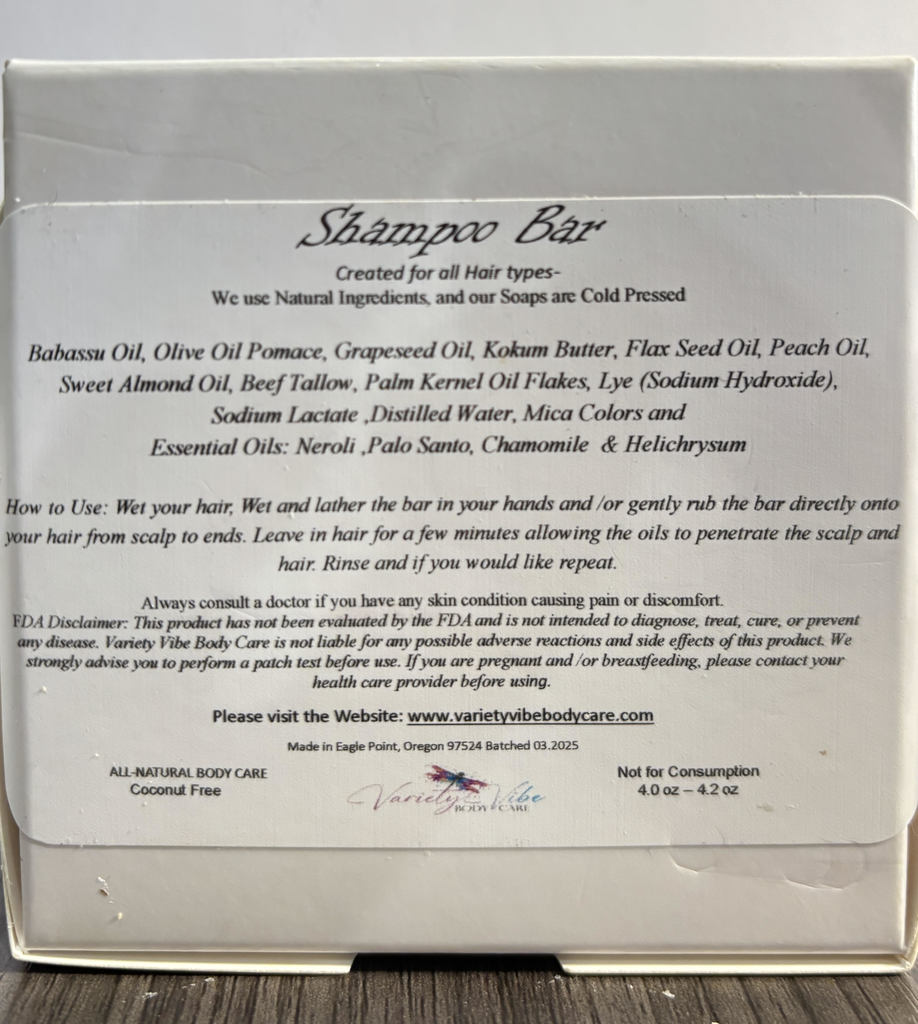 Shampoo Bar
Created for all Hair types-
We use Natural Ingredients, and our Soaps are Cold Pressed
Babassu Oil, Olive Oil Pomace, Grapeseed Oil, Kokum Butter, Flax Seed Oil, Peach Oil,
Sweet Almond Oil, Beef Tallow, Palm Kernel Oil Flakes, Lye (Sodium Hydroxide),
Sodium Lactate ,Distilled Water, Mica Colors and
Essential Oils: Neroli ,Palo Santo, Chamomile & Helichrysum
How to Use: Wet your hair, Wet and lather the bar in your hands and /or gently rub the bar directly onto
your hair from scalp to ends. Leave in hair for a few minutes allowing the oils to penetrate the scalp and
hair. Rinse and if you would like repeat.
Always consult a doctor if you have any skin condition causing pain or discomfort.
FDA Disclaimer: This product has not been evaluated by the FDA and is not intended to diagnose, treat, cure, or prevent
any disease. Variety Vibe Body Care is not liable for any possible adverse reactions and side effects of this product. We
strongly advise you to perform a patch test before use. If you are pregnant and /or breastfeeding, please contact your
health care provider before using.
Please visit the Website: www.varietyvibebodycare.com
Made in Eagle Point, Oregon 97524 Batched 03.2025
ALL-NATURAL BODY CARE
Coconut Free
Variety Vibe
BODY CARE
Not for Consumption
4.0 oz – 4.2 oz